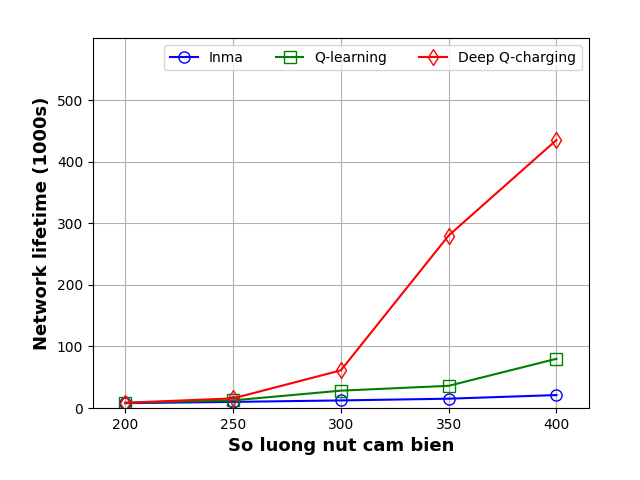 Inma Q-learning Deep Q-charging
Network lifetime (1000s)
500
400
300
200
100
0
200 250 300 350 400
So luong nut cam bien